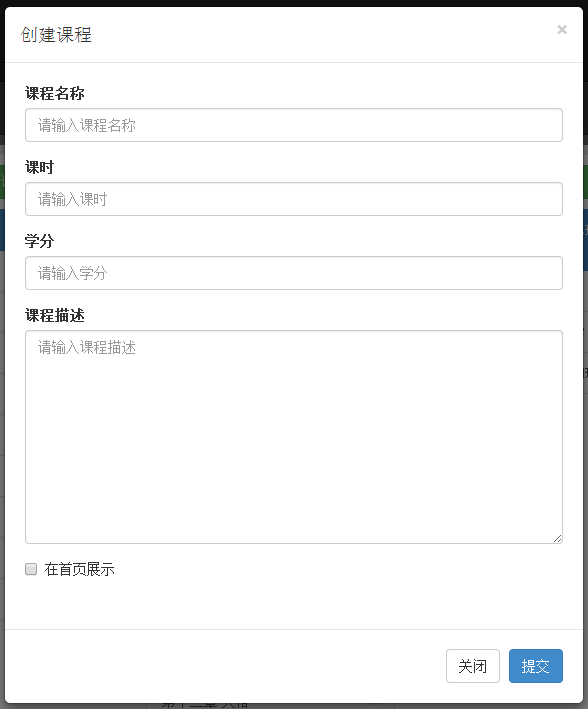 创建课程
×
课程名称
请输入课程名称
课时
请输入课时
学分
请输入学分
课程描述
请输入课程描述
在首页展示
关闭
提交